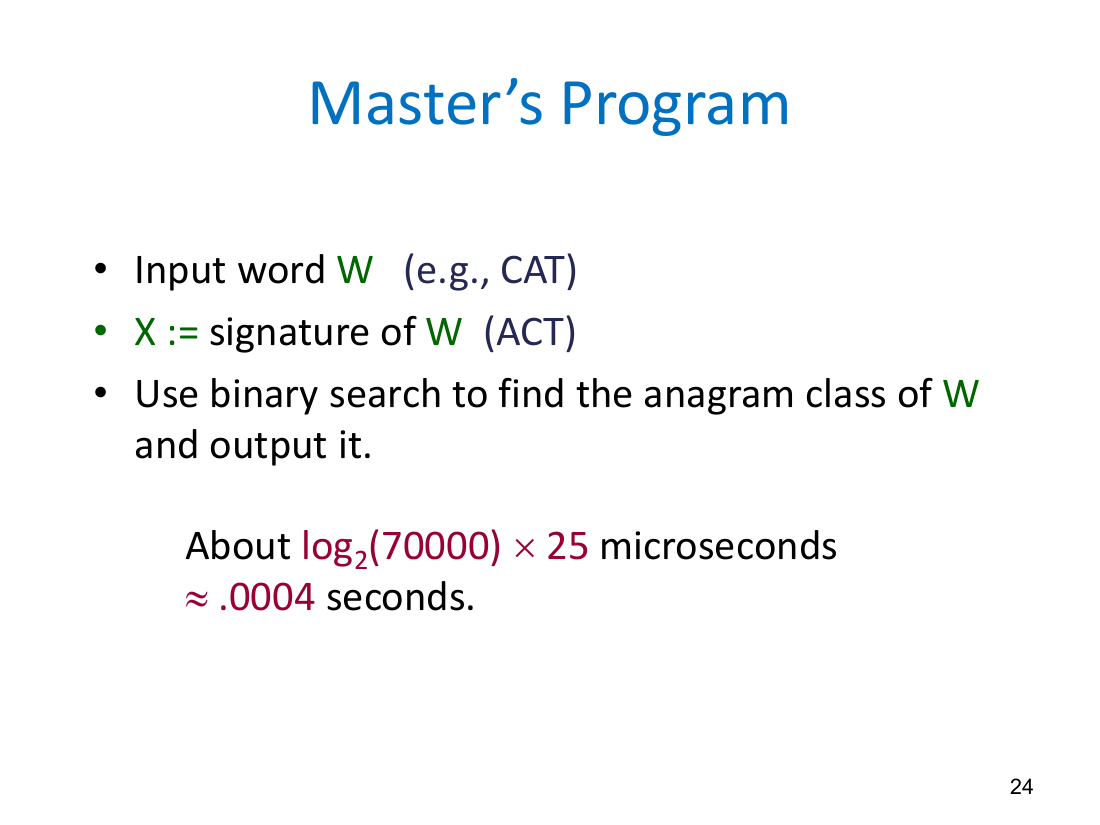 Master’s Program
• Input word W (e.g., CAT)
• X := signature of W (ACT)
• Use binary search to find the anagram class of W
and output it.
About log₂(70000) × 25 microseconds
≈ .0004 seconds.
24